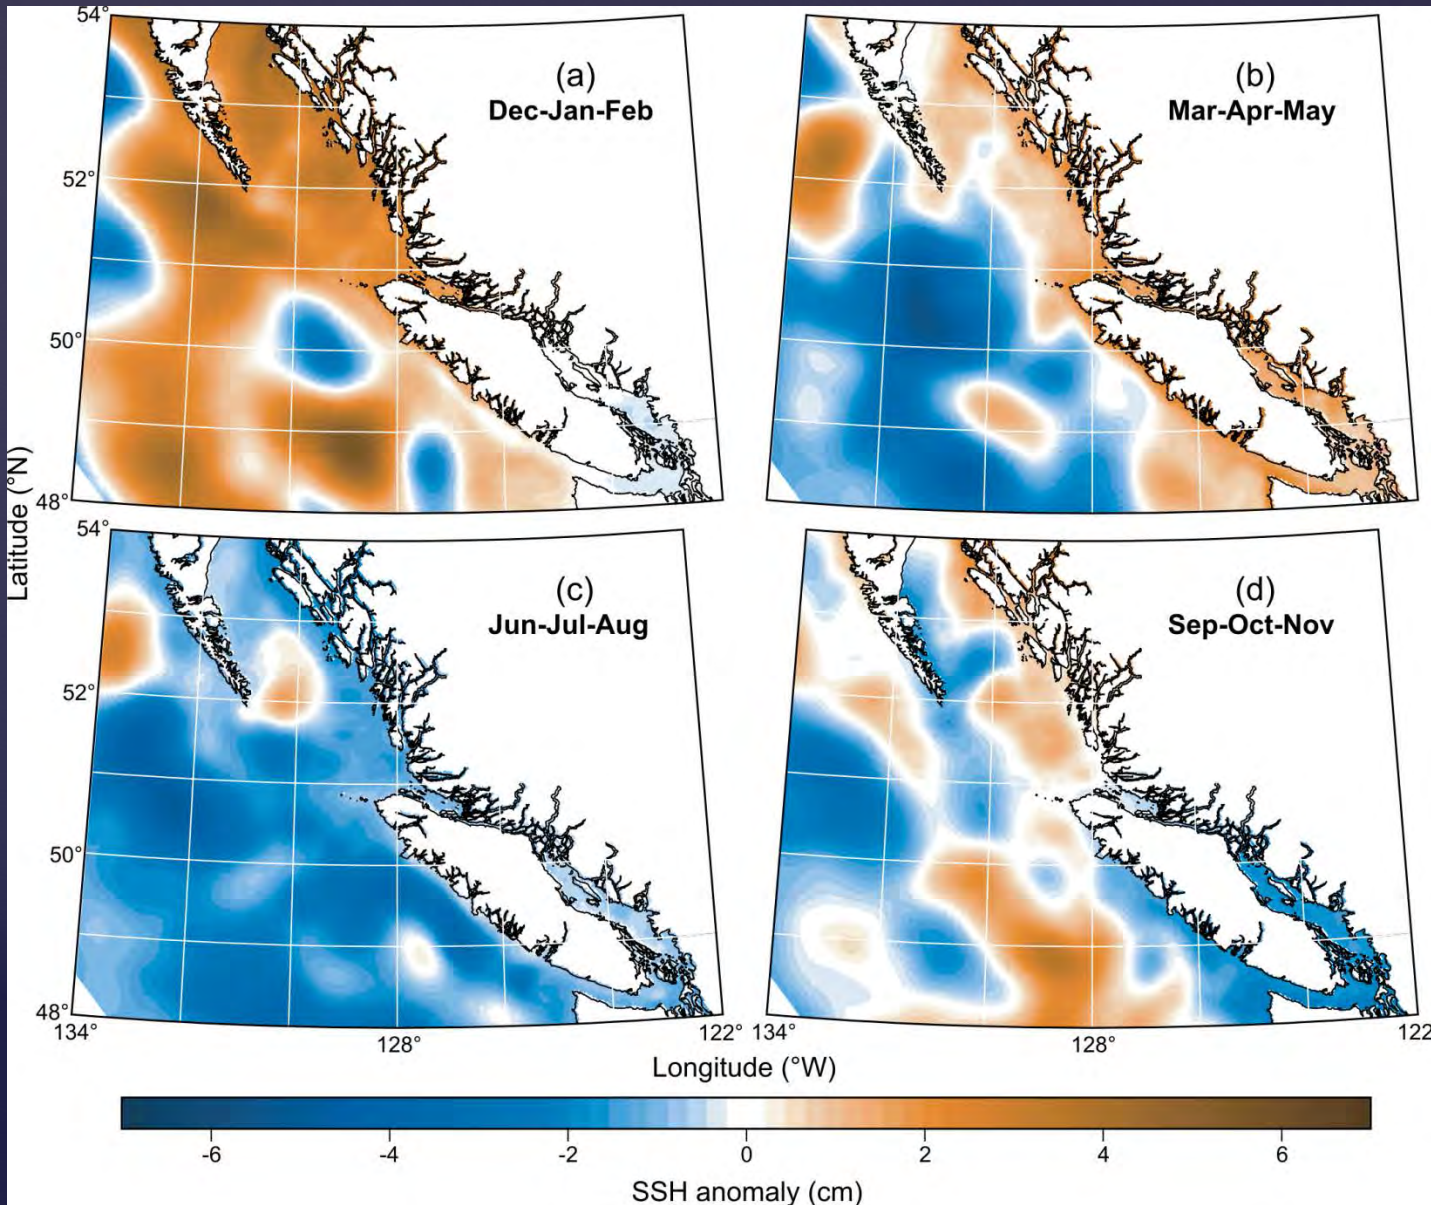 54°
(a)
Dec-Jan-Feb
(b)
Mar-Apr-May
52°
50°
48°
Latitude (°N)
54°
(c)
Jun-Jul-Aug
(d)
Sep-Oct-Nov
52°
50°
48°
134°
128°
122°
134°
128°
122
Longitude (°W)
-6 -4 -2 0 2 4 6
SSH anomaly (cm)